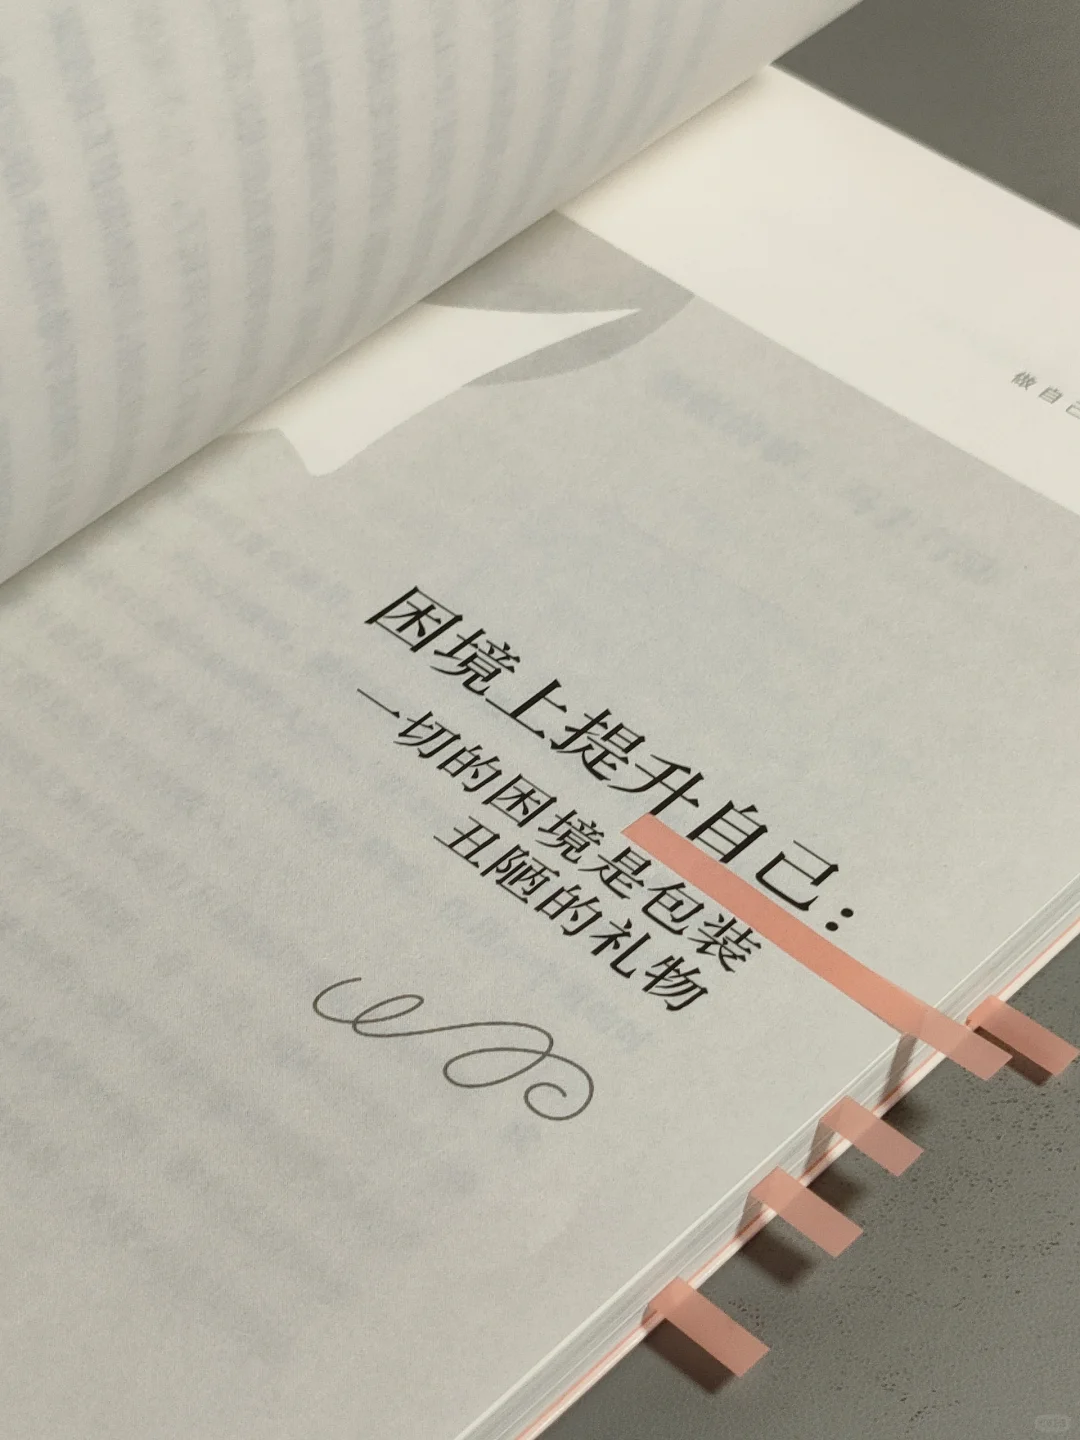 做自己
困境上提升自己：
一切的困境是包装
丑陋的礼物